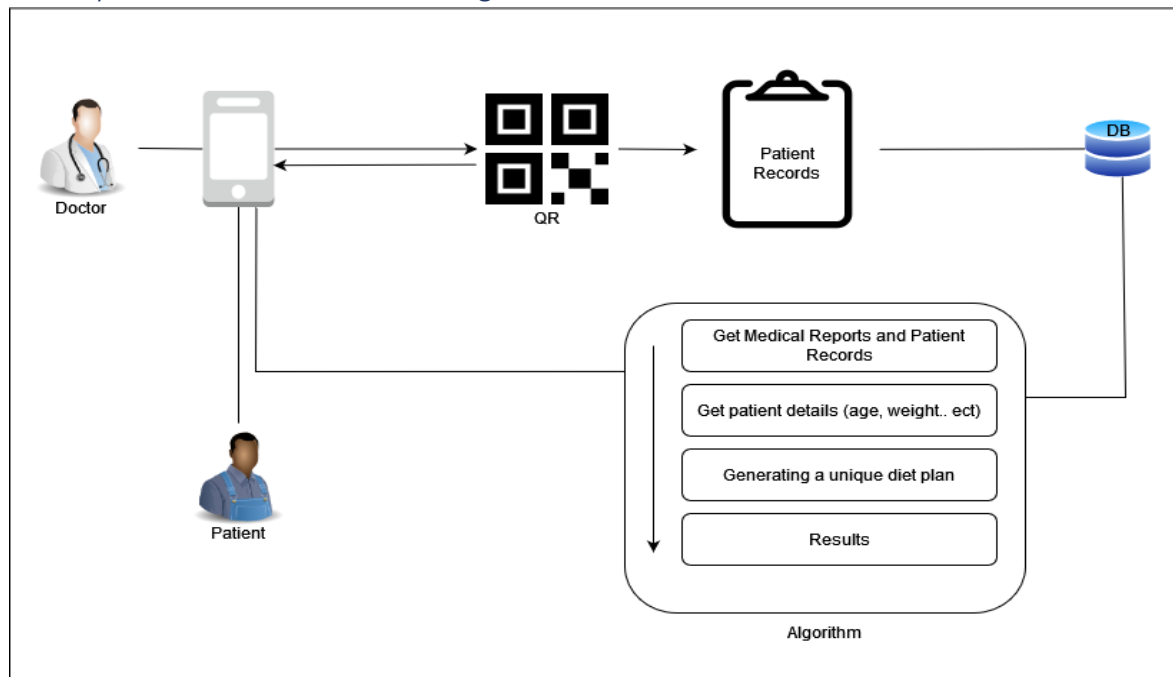 DB
Patient
Records
Doctor
QR
Get Medical Reports and Patient
Records
Get patient details (age, weight.. ect)
Generating a unique diet plan
Patient
Results
Algorithm